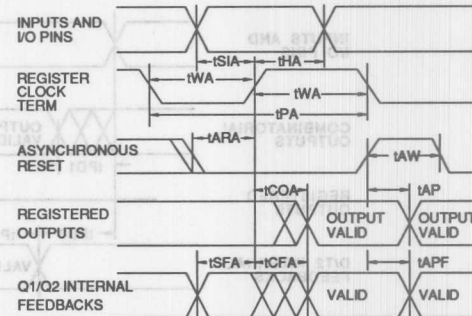 INPUTS AND
I/O PINS
tSIA
tHA
REGISTER
CLOCK
TERM
tWA
tWA
tPA
ASYNCHRONOUS
RESET
tARA
tAW
tCOA
tAP
REGISTERED
OUTPUTS
OUTPUT
VALID
OUTPUT
VALID
tSFA
tCFA
tAPF
Q1/Q2 INTERNAL
FEEDBACKS
VALID
VALID